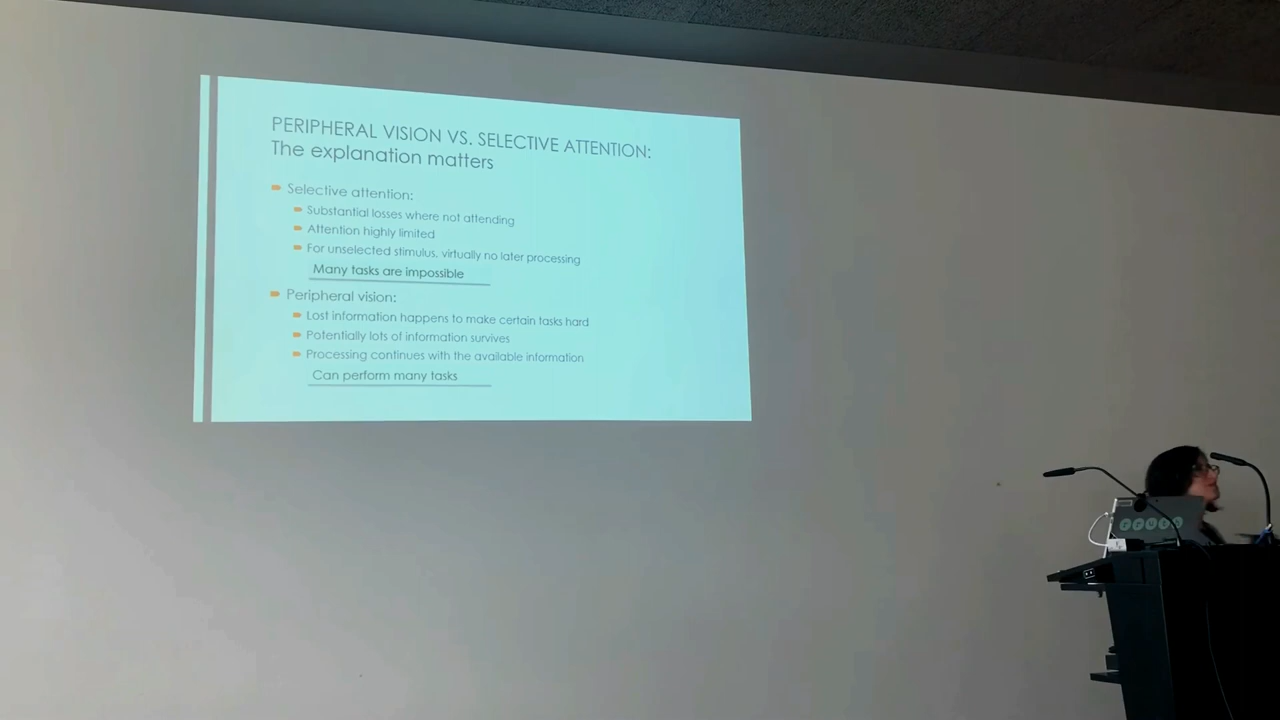 PERIPHERAL VISION VS. SELECTIVE ATTENTION:
The explanation matters
Selective attention:
Substantial losses where not attending
Attention highly limited
For unselected stimulus, virtually no later processing
Many tasks are impossible
Peripheral vision:
Lost information happens to make certain tasks hard
Potentially lots of information survives
Processing continues with the available information
Can perform many tasks